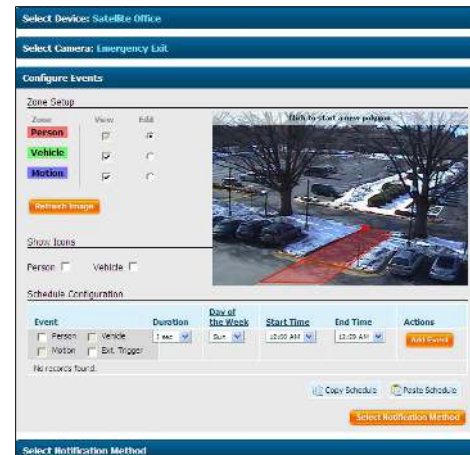 Select Device: Satellite Office
Select Camera: Emergency Exit
Configure Events
Zone Setup
Zone View Edit
Person
Vehicle
Motion
Click to start a new polygon
Refresh Image
Show Icons
Person Vehicle
Schedule Configuration
Event Duration Day of the Week Start Time End Time Actions
Person Vehicle 1 sec Sun 12:00 AM 12:59 AM Add Event
Motion Ext. Trigger
No records found.
Copy Schedule Paste Schedule
Select Notification Method
Select Notification Method